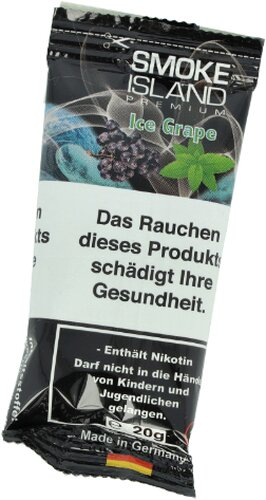 SMOKE
ISLAND
PREMIUM
Ice Grape
Das Rauchen
dieses Produkts
schädigt Ihre
Gesundheit.
- Enthält Nikotin
Darf nicht in die Hände
von Kindern und
Jugendlichen
gelangen.
e 20g
Made in Germany